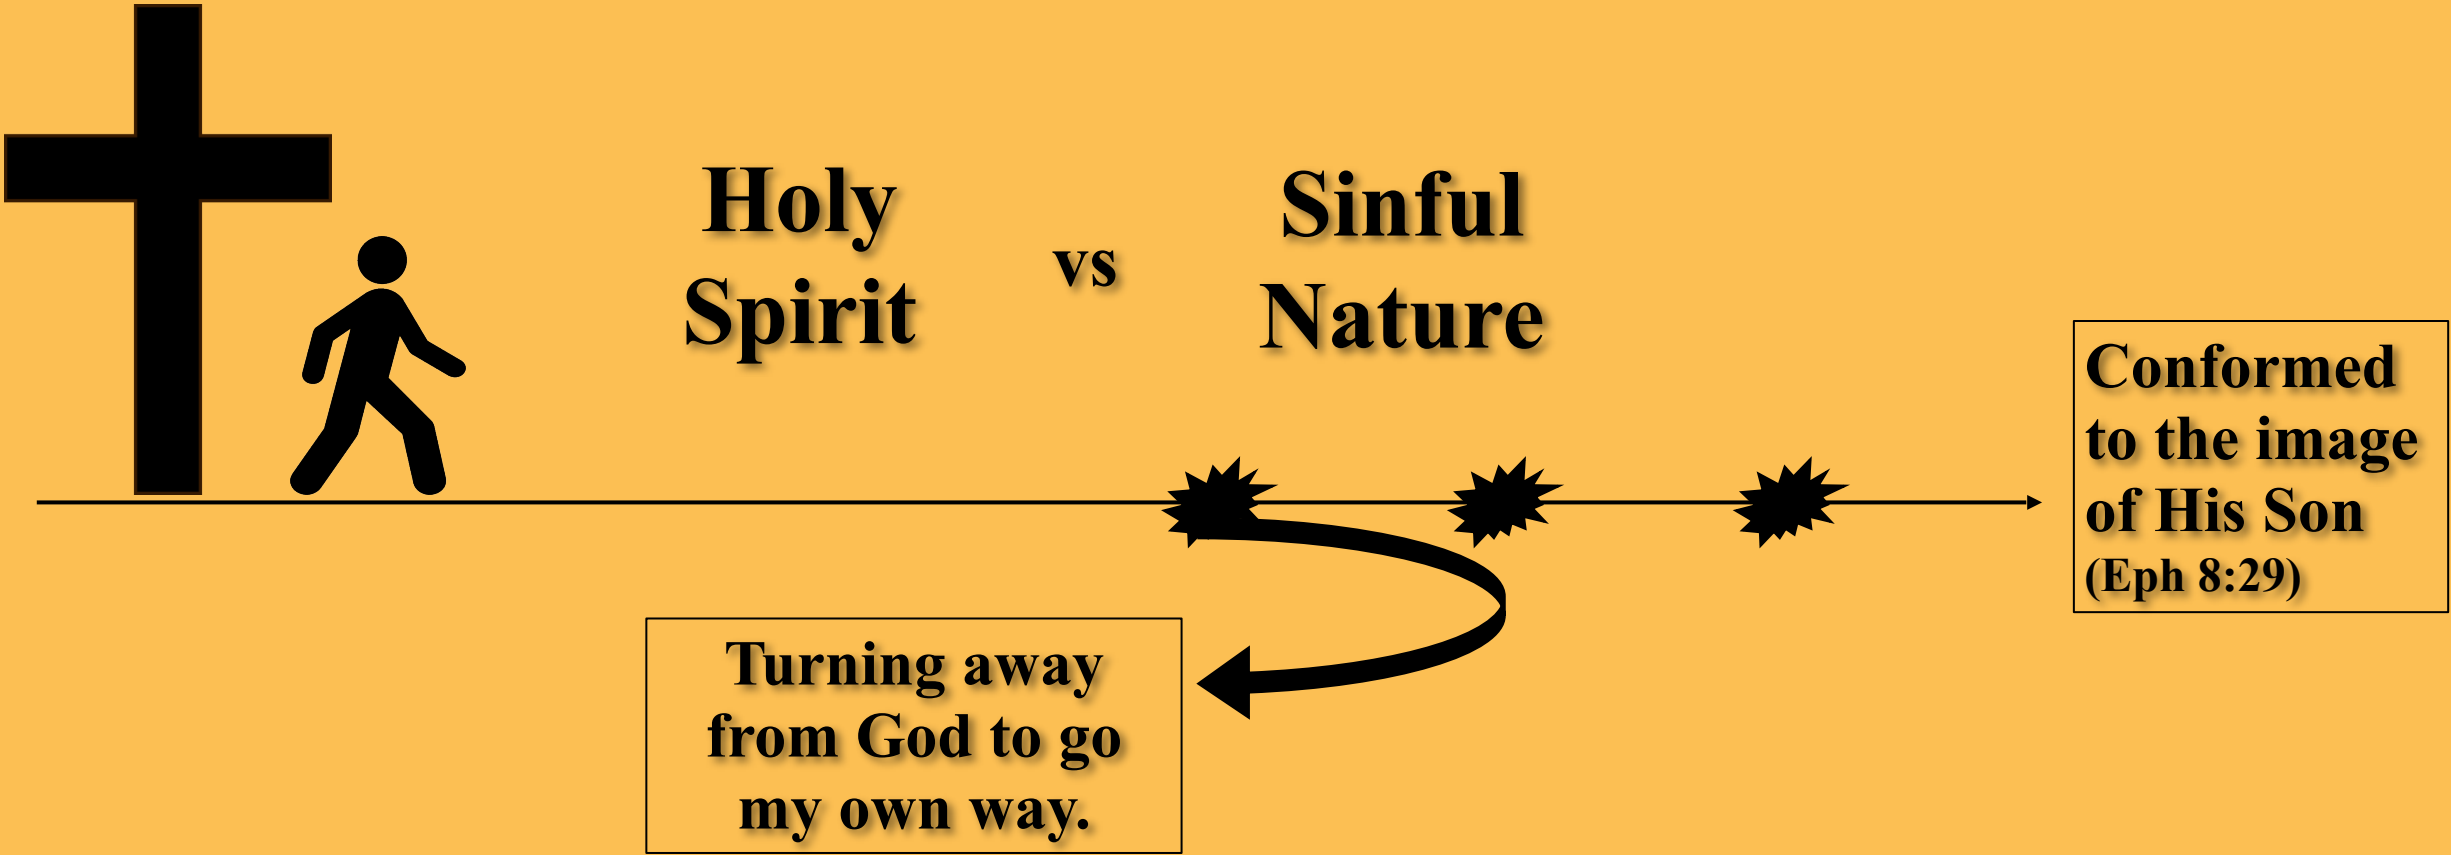 Holy
Spirit
vs
Sinful
Nature
Conformed
to the image
of His Son
(Eph 8:29)
Turning away
from God to go
my own way.